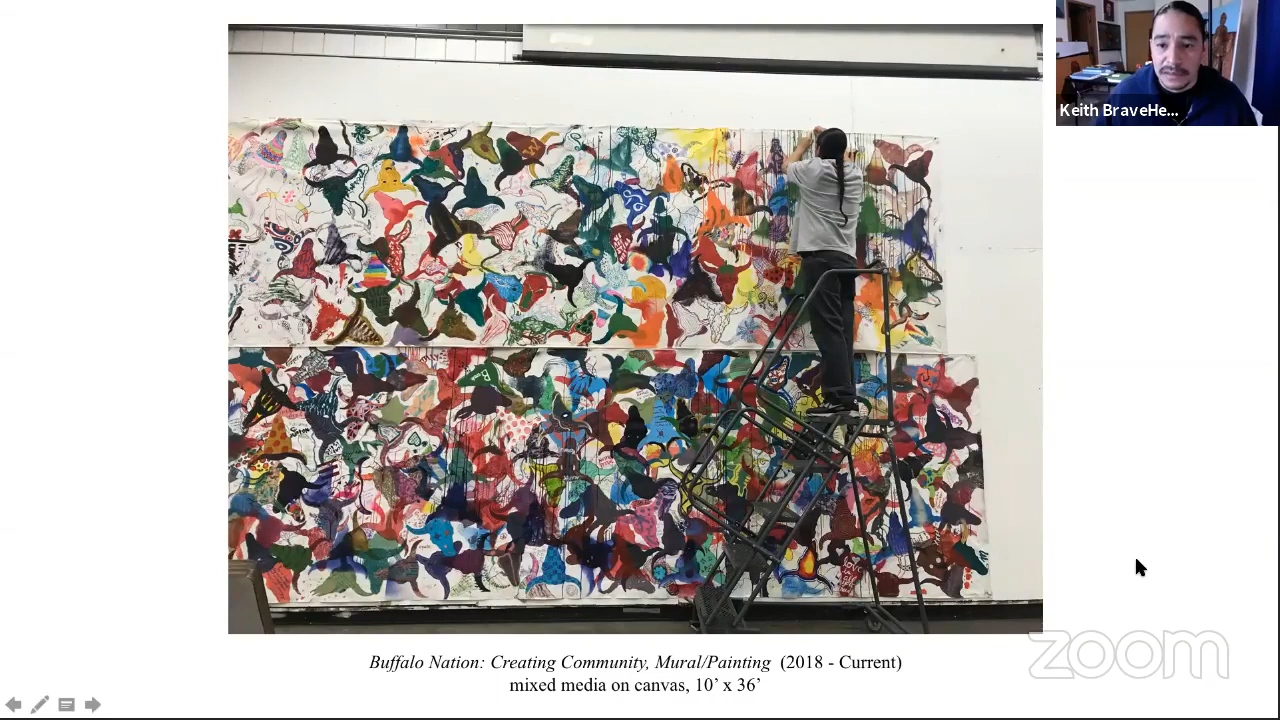 Keith BraveHe...
Buffalo Nation: Creating Community, Mural/Painting (2018 - Current)
mixed media on canvas, 10’ x 36’
zoom